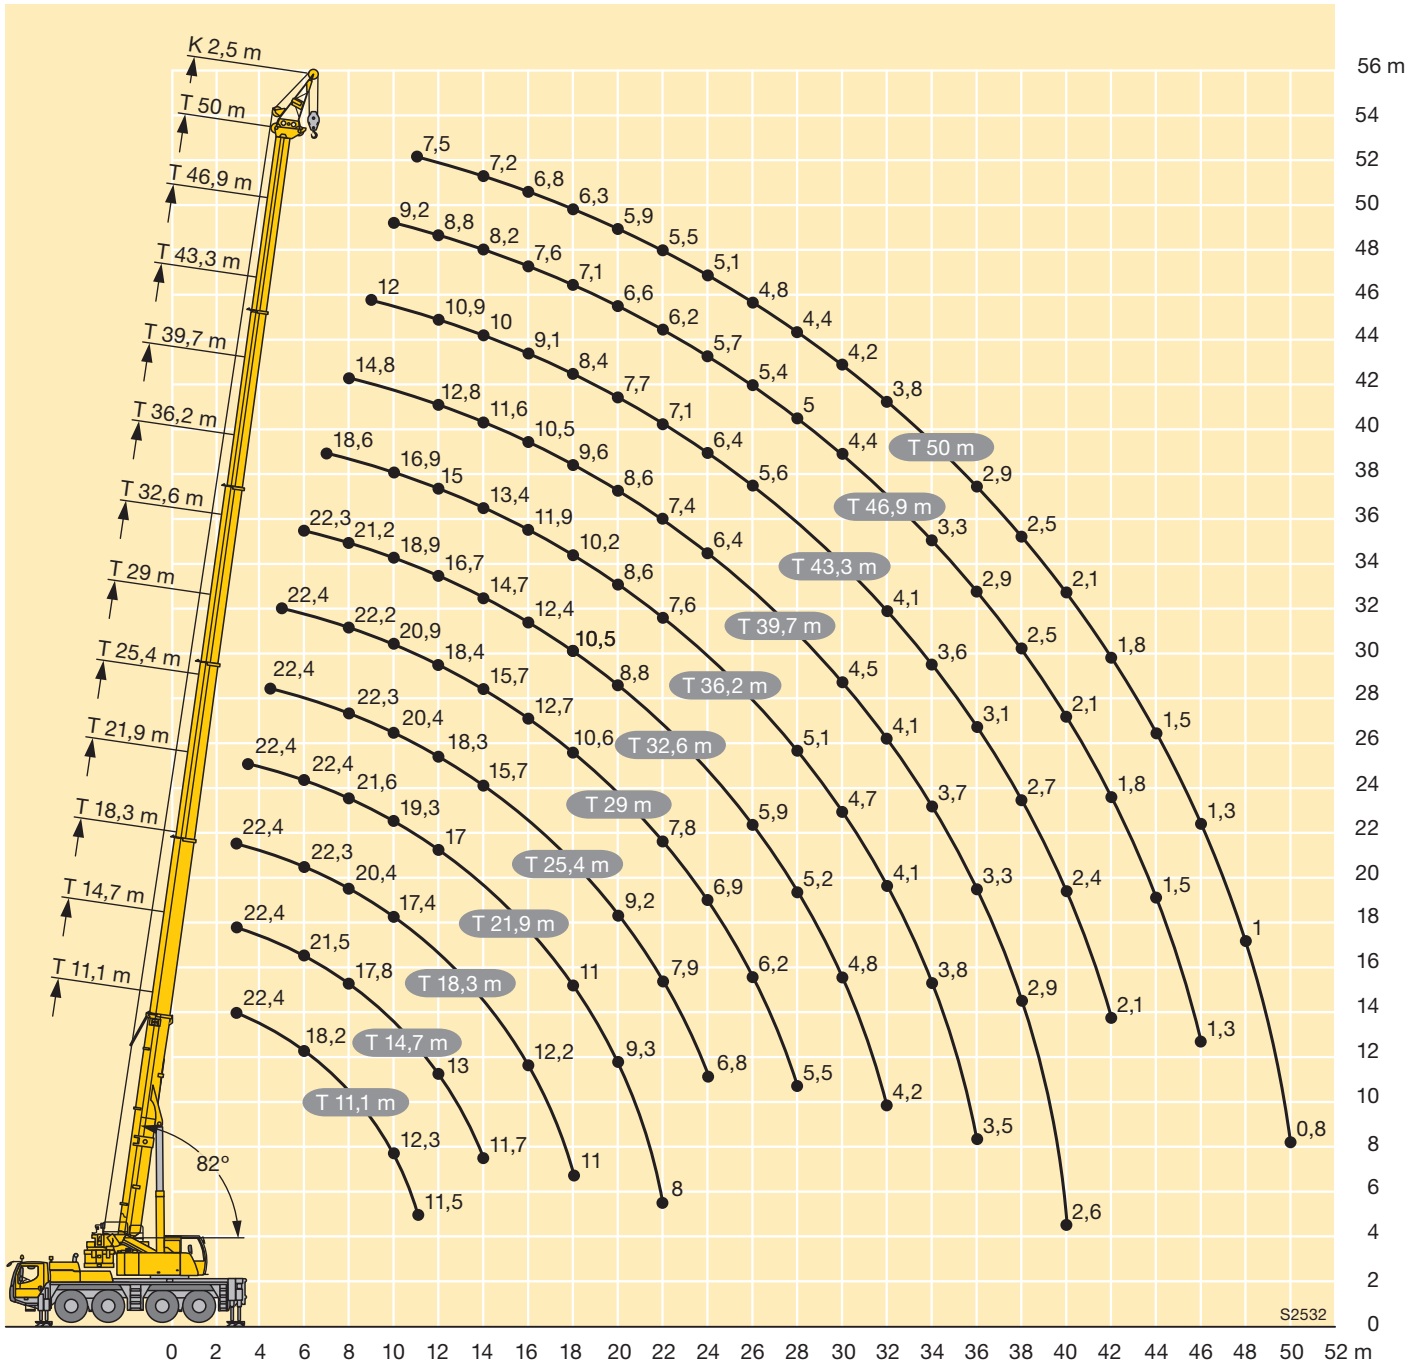 K 2,5 m
T 50 m
T 46,9 m
T 43,3 m
T 39,7 m
T 36,2 m
T 32,6 m
T 29 m
T 25,4 m
T 21,9 m
T 18,3 m
T 14,7 m
T 11,1 m
82°
7,5 7,2 6,8 6,3 5,9 5,5 5,1 4,8 4,4 4,2 3,8 T 50 m 2,9 2,5 2,1 1,8 1,5 1,3 1 0,8
9,2 8,8 8,2 7,6 7,1 6,6 6,2 5,7 5,4 5 4,4 T 46,9 m 3,3 2,9 2,5 2,1 1,8 1,5 1,3
12 10,9 10 9,1 8,4 7,7 7,1 6,4 5,6 T 43,3 m 4,1 3,6 3,1 2,7 2,4 2,1
14,8 12,8 11,6 10,5 9,6 8,6 7,4 6,4 T 39,7 m 4,5 4,1 3,7 3,3 2,9 2,6
18,6 16,9 15 13,4 11,9 10,2 8,6 7,6 T 36,2 m 5,1 4,7 4,1 3,8 3,5
22,3 21,2 18,9 16,7 14,7 12,4 10,5 8,8 T 32,6 m 5,9 5,2 4,8 4,2
22,4 22,2 20,9 18,4 15,7 12,7 10,6 T 29 m 7,8 6,9 6,2 5,5
22,4 22,3 20,4 18,3 15,7 T 25,4 m 9,2 7,9 6,8
22,4 22,4 21,6 19,3 17 T 21,9 m 11 9,3 8
22,4 22,3 20,4 17,4 T 18,3 m 12,2 11
22,4 21,5 17,8 T 14,7 m 13 11,7
22,4 18,2 T 11,1 m 12,3 11,5
56 m
54
52
50
48
46
44
42
40
38
36
34
32
30
28
26
24
22
20
18
16
14
12
10
8
6
4
2
0
S2532
0 2 4 6 8 10 12 14 16 18 20 22 24 26 28 30 32 34 36 38 40 42 44 46 48 50 52 m